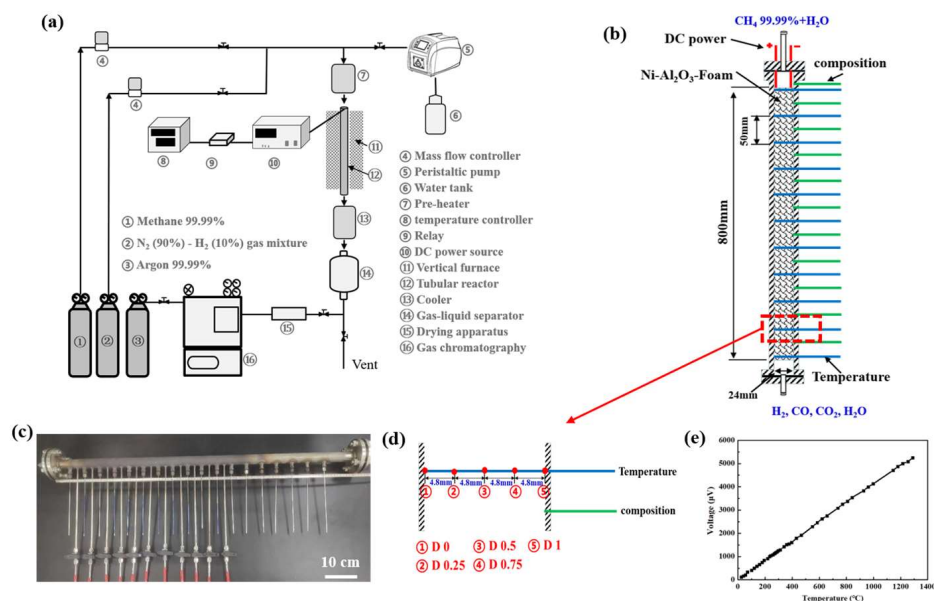 (a)
④
④
⑤
⑥
⑦
⑧
⑨
⑩
⑪
⑫
⑬
⑭
⑮
⑯
①
②
③
Vent
① Methane 99.99%
② N₂ (90%) - H₂ (10%) gas mixture
③ Argon 99.99%
④ Mass flow controller
⑤ Peristaltic pump
⑥ Water tank
⑦ Pre-heater
⑧ temperature controller
⑨ Relay
⑩ DC power source
⑪ Vertical furnace
⑫ Tubular reactor
⑬ Cooler
⑭ Gas-liquid separator
⑮ Drying apparatus
⑯ Gas chromatography
(b)
CH₄ 99.99%+H₂O
DC power
+
-
composition
Ni-Al₂O₃-Foam
50mm
800mm
Temperature
24mm
H₂, CO, CO₂, H₂O
(c)
10 cm
(d)
Temperature
4.8mm 4.8mm 4.8mm 4.8mm
① ② ③ ④ ⑤
composition
① D 0 ③ D 0.5 ⑤ D 1
② D 0.25 ④ D 0.75
(e)
Voltage (μV)
6000
5000
4000
3000
2000
1000
0
0 200 400 600 800 1000 1200 1400
Temperature (°C)